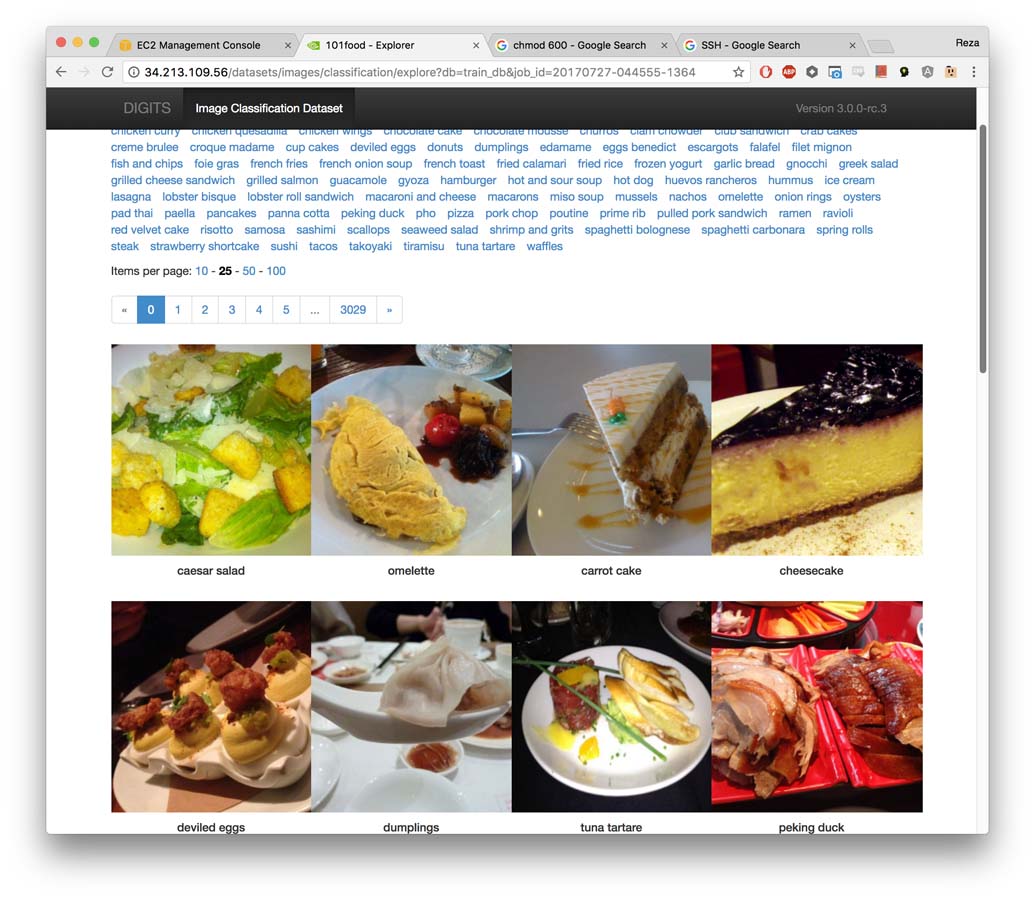 EC2 Management Console
101food - Explorer
chmod 600 - Google Search
SSH - Google Search
Reza
34.213.109.56/datasets/images/classification/explore?db=train_db&job_id=20170727-044555-1364
ABP
DIGITS Image Classification Dataset Version 3.0.0-rc.3
chicken curry chicken quesadilla chicken wings chocolate cake chocolate mousse churros clam chowder club sandwich crab cakes
creme brulee croque madame cup cakes deviled eggs donuts dumplings edamame eggs benedict escargots falafel filet mignon
fish and chips foie gras french fries french onion soup french toast fried calamari fried rice frozen yogurt garlic bread gnocchi greek salad
grilled cheese sandwich grilled salmon guacamole gyoza hamburger hot and sour soup hot dog huevos rancheros hummus ice cream
lasagna lobster bisque lobster roll sandwich macaroni and cheese macarons miso soup mussels nachos omelette onion rings oysters
pad thai paella pancakes panna cotta peking duck pho pizza pork chop poutine prime rib pulled pork sandwich ramen ravioli
red velvet cake risotto samosa sashimi scallops seaweed salad shrimp and grits spaghetti bolognese spaghetti carbonara spring rolls
steak strawberry shortcake sushi tacos takoyaki tiramisu tuna tartare waffles
Items per page: 10 - 25 - 50 - 100
« 0 1 2 3 4 5 ... 3029 »
caesar salad omelette carrot cake cheesecake
deviled eggs dumplings tuna tartare peking duck